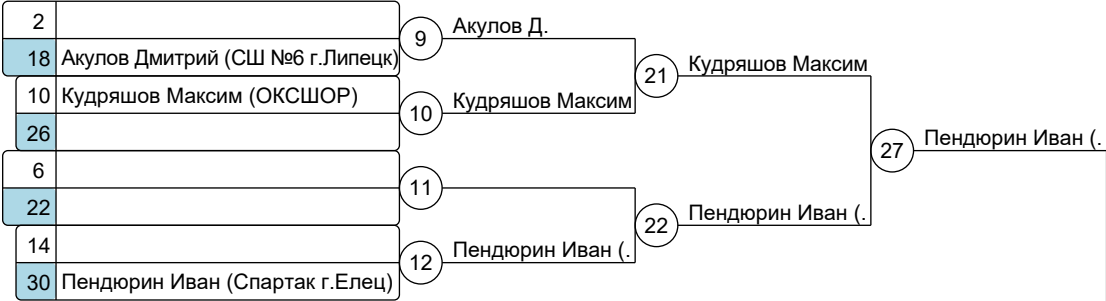 2
18 Акулов Дмитрий (СШ №6 г.Липецк)
9 Акулов Д.
10 Кудряшов Максим (ОКСШОР)
26
10 Кудряшов Максим
21 Кудряшов Максим
6
22
11
14
30 Пендюрин Иван (Спартак г.Елец)
12 Пендюрин Иван (.
22 Пендюрин Иван (.
27 Пендюрин Иван (.